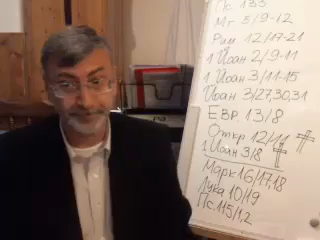 Пс. 133
Мт 5/9-12
Рим 12/17-21
1 Иоан 2/9-11
1 Иоан 3/11-15
Иоан 3/27,30,31
ЕВР. 13/8
Откр 12/11
1 Иоан 3/8
Марк 16/17,18
Лука 10/19
Пс. 115/1,2